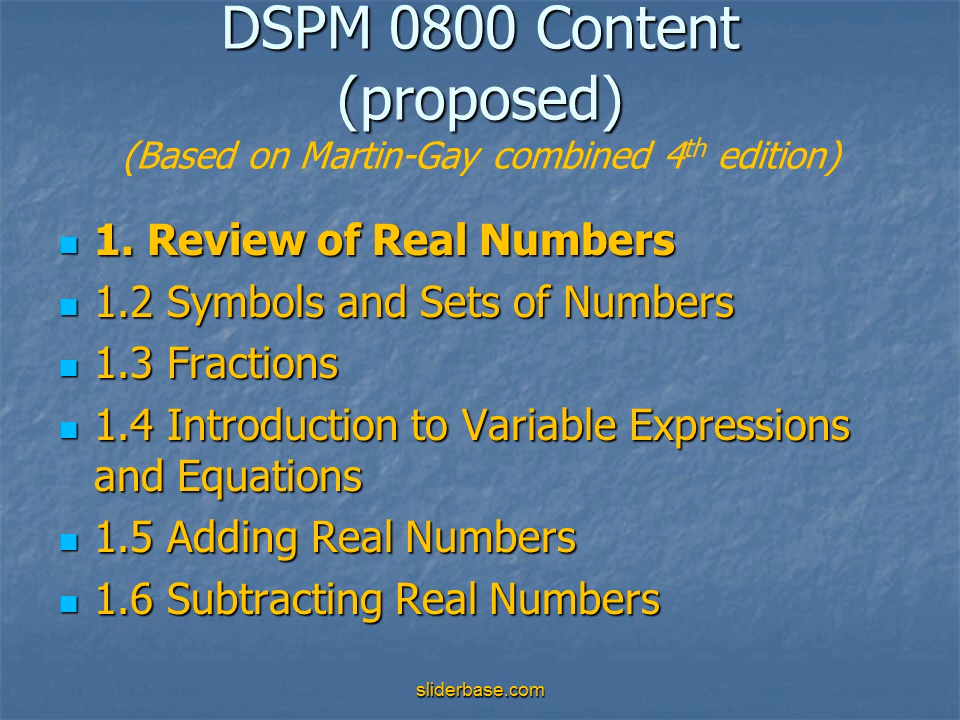 DSPM 0800 Content
(proposed)
(Based on Martin-Gay combined 4th edition)
1. Review of Real Numbers
1.2 Symbols and Sets of Numbers
1.3 Fractions
1.4 Introduction to Variable Expressions
and Equations
1.5 Adding Real Numbers
1.6 Subtracting Real Numbers
sliderbase.com